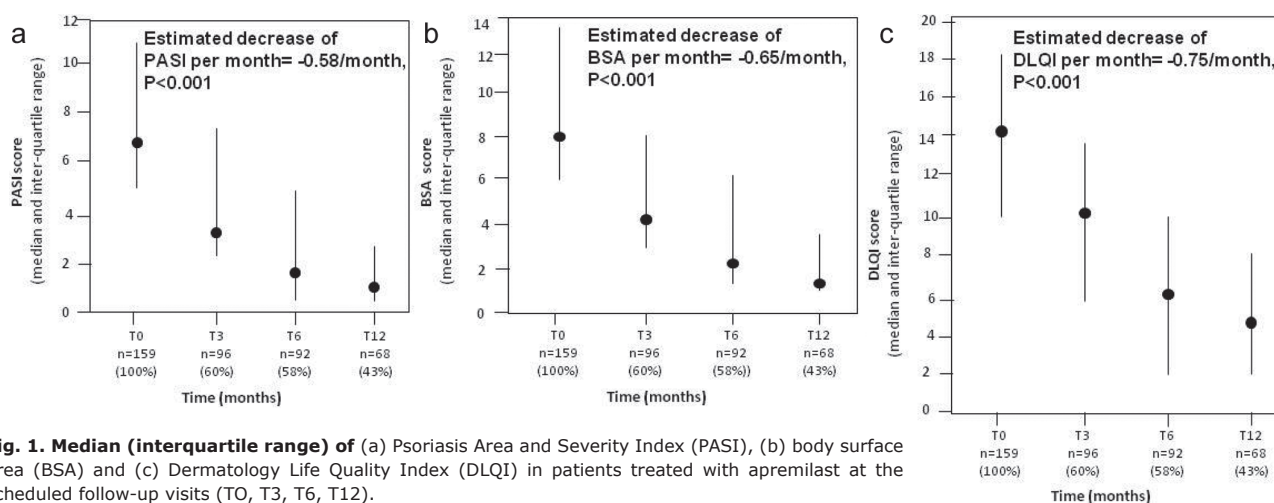 a
Estimated decrease of
PASI per month= -0.58/month,
P<0.001
PASI score
(median and inter-quartile range)
12
10
8
6
4
2
0
T0
T3
T6
T12
n=159
n=96
n=92
n=68
(100%)
(60%)
(58%)
(43%)
Time (months)
b
Estimated decrease of
BSA per month= -0.65/month,
P<0.001
BSA score
(median and inter-quartile range)
14
12
10
8
6
4
2
0
T0
T3
T6
T12
n=159
n=96
n=92
n=68
(100%)
(60%)
(58%))
(43%)
Time (months)
c
Estimated decrease of
DLQI per month= -0.75/month,
P<0.001
DLQI score
(median and inter-quartile range)
20
18
16
14
12
10
8
6
4
2
0
T0
T3
T6
T12
n=159
n=96
n=92
n=68
(100%)
(60%)
(58%)
(43%)
Time (months)
ig. 1. Median (interquartile range) of (a) Psoriasis Area and Severity Index (PASI), (b) body surface
rea (BSA) and (c) Dermatology Life Quality Index (DLQI) in patients treated with apremilast at the
cheduled follow-up visits (TO, T3, T6, T12).